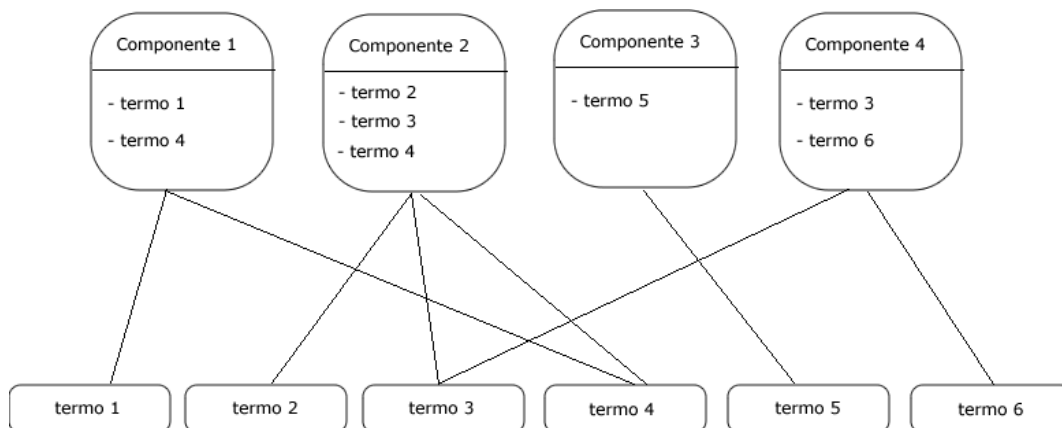 Componente 1
- termo 1
- termo 4
Componente 2
- termo 2
- termo 3
- termo 4
Componente 3
- termo 5
Componente 4
- termo 3
- termo 6
termo 1
termo 2
termo 3
termo 4
termo 5
termo 6